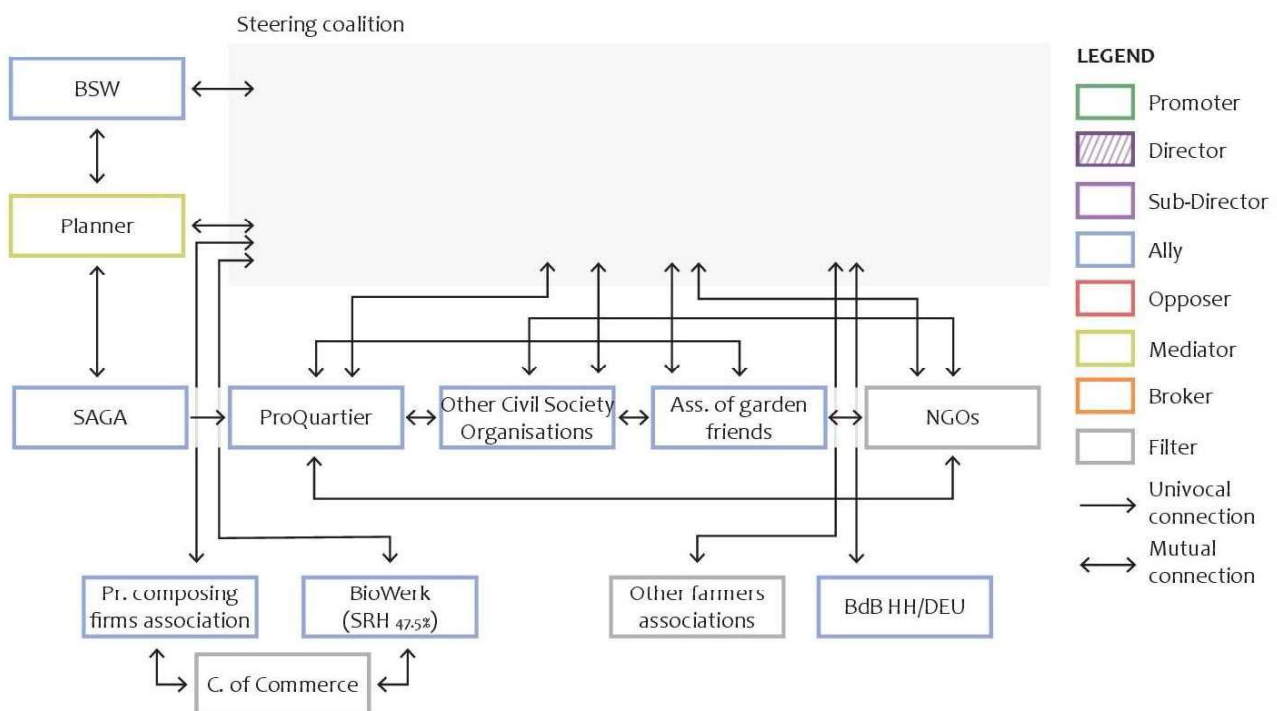 Steering coalition
BSW
Planner
SAGA
ProQuartier
Other Civil Society
Organisations
Ass. of garden
friends
NGOs
Pr. composing
firms association
BioWerk
(SRH 47.5%)
Other farmers
associations
BdB HH/DEU
C. of Commerce
LEGEND
Promoter
Director
Sub-Director
Ally
Opposer
Mediator
Broker
Filter
Univocal
connection
Mutual
connection